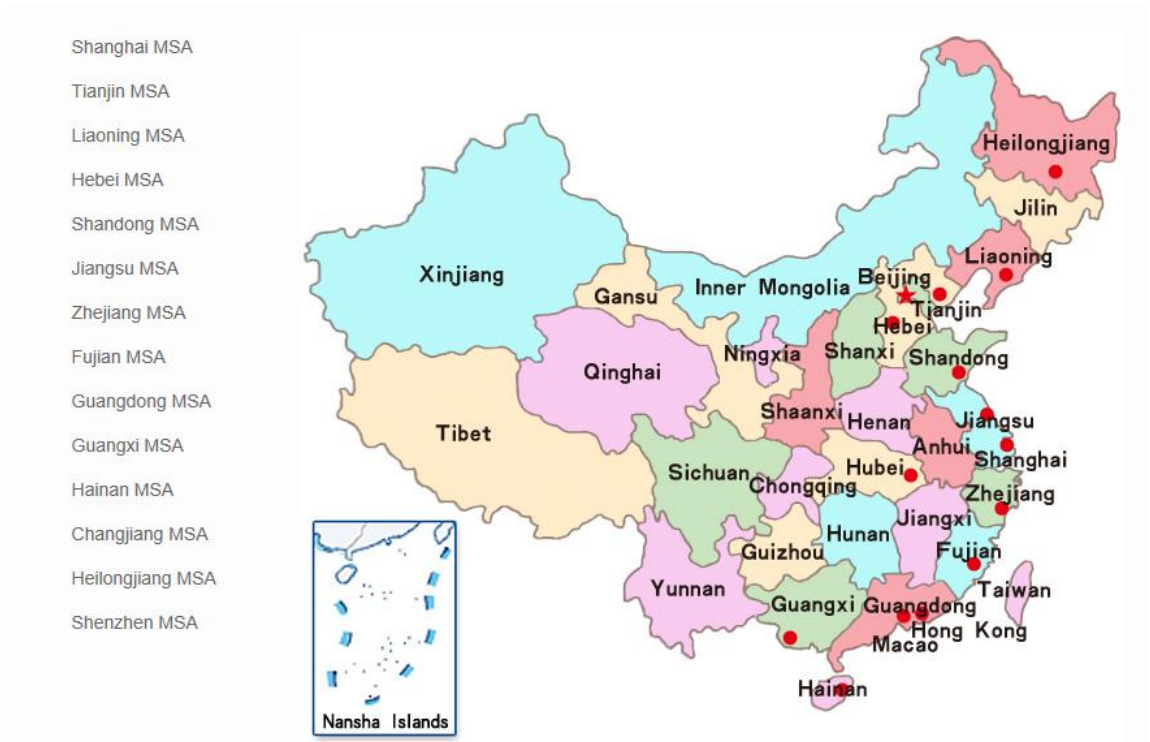 Shanghai MSA
Tianjin MSA
Liaoning MSA
Hebei MSA
Shandong MSA
Jiangsu MSA
Zhejiang MSA
Fujian MSA
Guangdong MSA
Guangxi MSA
Hainan MSA
Changjiang MSA
Heilongjiang MSA
Shenzhen MSA
Heilongjiang
Jilin
Liaoning
Xinjiang
Beijing
Inner Mongolia
Gansu
Tianjin
Hebei
Ningxia
Shanxi
Shandong
Qinghai
Shaanxi
Henan
Jiangsu
Tibet
Anhui
Shanghai
Sichuan
Hubei
Chongqing
Zhejiang
Jiangxi
Hunan
Guizhou
Fujian
Yunnan
Taiwan
Guangxi
Guangdong
Hong Kong
Macao
Hainan
Nansha Islands